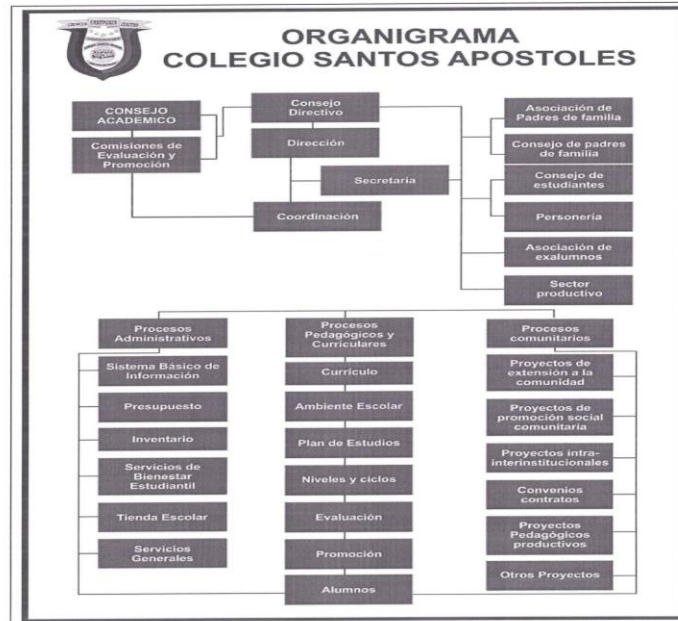 ORGANIGRAMA
COLEGIO SANTOS APOSTOLES
CONSEJO
ACADEMICO
Comisiones de
Evaluación y
Promoción
Consejo
Directivo
Dirección
Secretaria
Coordinación
Asociación de
Padres de familia
Consejo de padres
de familia
Consejo de
estudiantes
Personería
Asociación de
exalumnos
Sector
productivo
Procesos
Administrativos
Sistema Básico de
Información
Presupuesto
Inventario
Servicios de
Bienestar
Estudiantil
Tienda Escolar
Servicios
Generales
Procesos
Pedagógicos y
Curriculares
Currículo
Ambiente Escolar
Plan de Estudios
Niveles y ciclos
Evaluación
Promoción
Alumnos
Procesos
comunitarios
Proyectos de
extensión a la
comunidad
Proyectos de
promoción social
comunitaria
Proyectos intra-
interinstitucionales
Convenios
contratos
Proyectos
Pedagógicos
productivos
Otros Proyectos